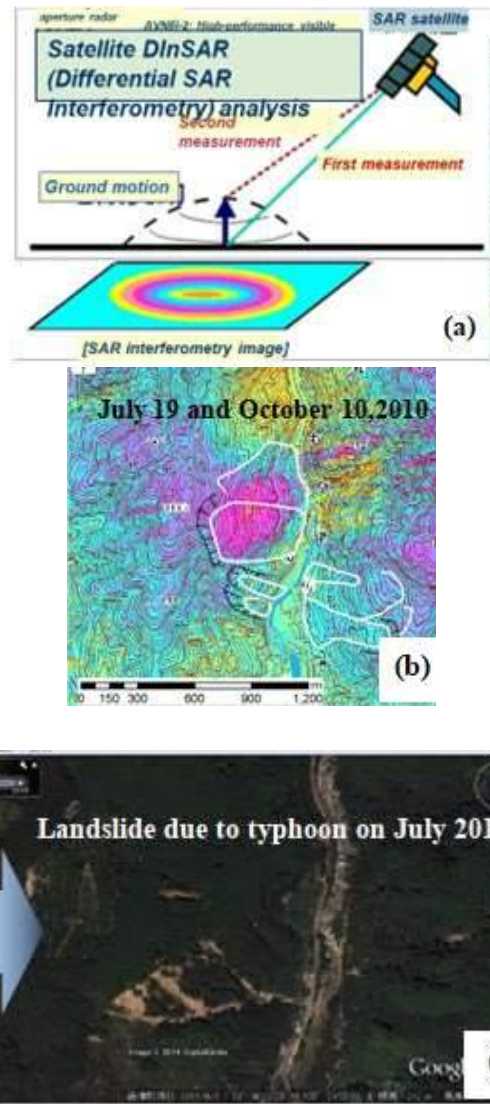 aperture radar
AVNIR-2: High-performance visible
SAR satellite
Satellite DInSAR
(Differential SAR
Interferometry) analysis
Second
measurement
First measurement
Ground motion
(a)
[SAR interferometry image]
July 19 and October 10,2010
(b)
0 150 300 600 900 1,200
Landslide due to typhoon on July 201
Goog